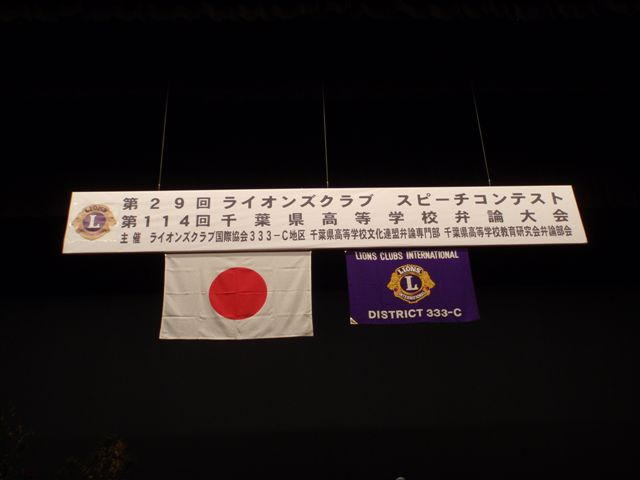 第29回 ライオンズクラブ スピーチコンテスト
第114回千葉県高等学校弁論大会
主催 ライオンズクラブ国際協会333-C地区 千葉県高等学校文化連盟弁論専門部 千葉県高等学校教育研究会弁論部会
L
LIONS CLUBS INTERNATIONAL
LIONS
L
INTERNATIONAL
DISTRICT 333-C